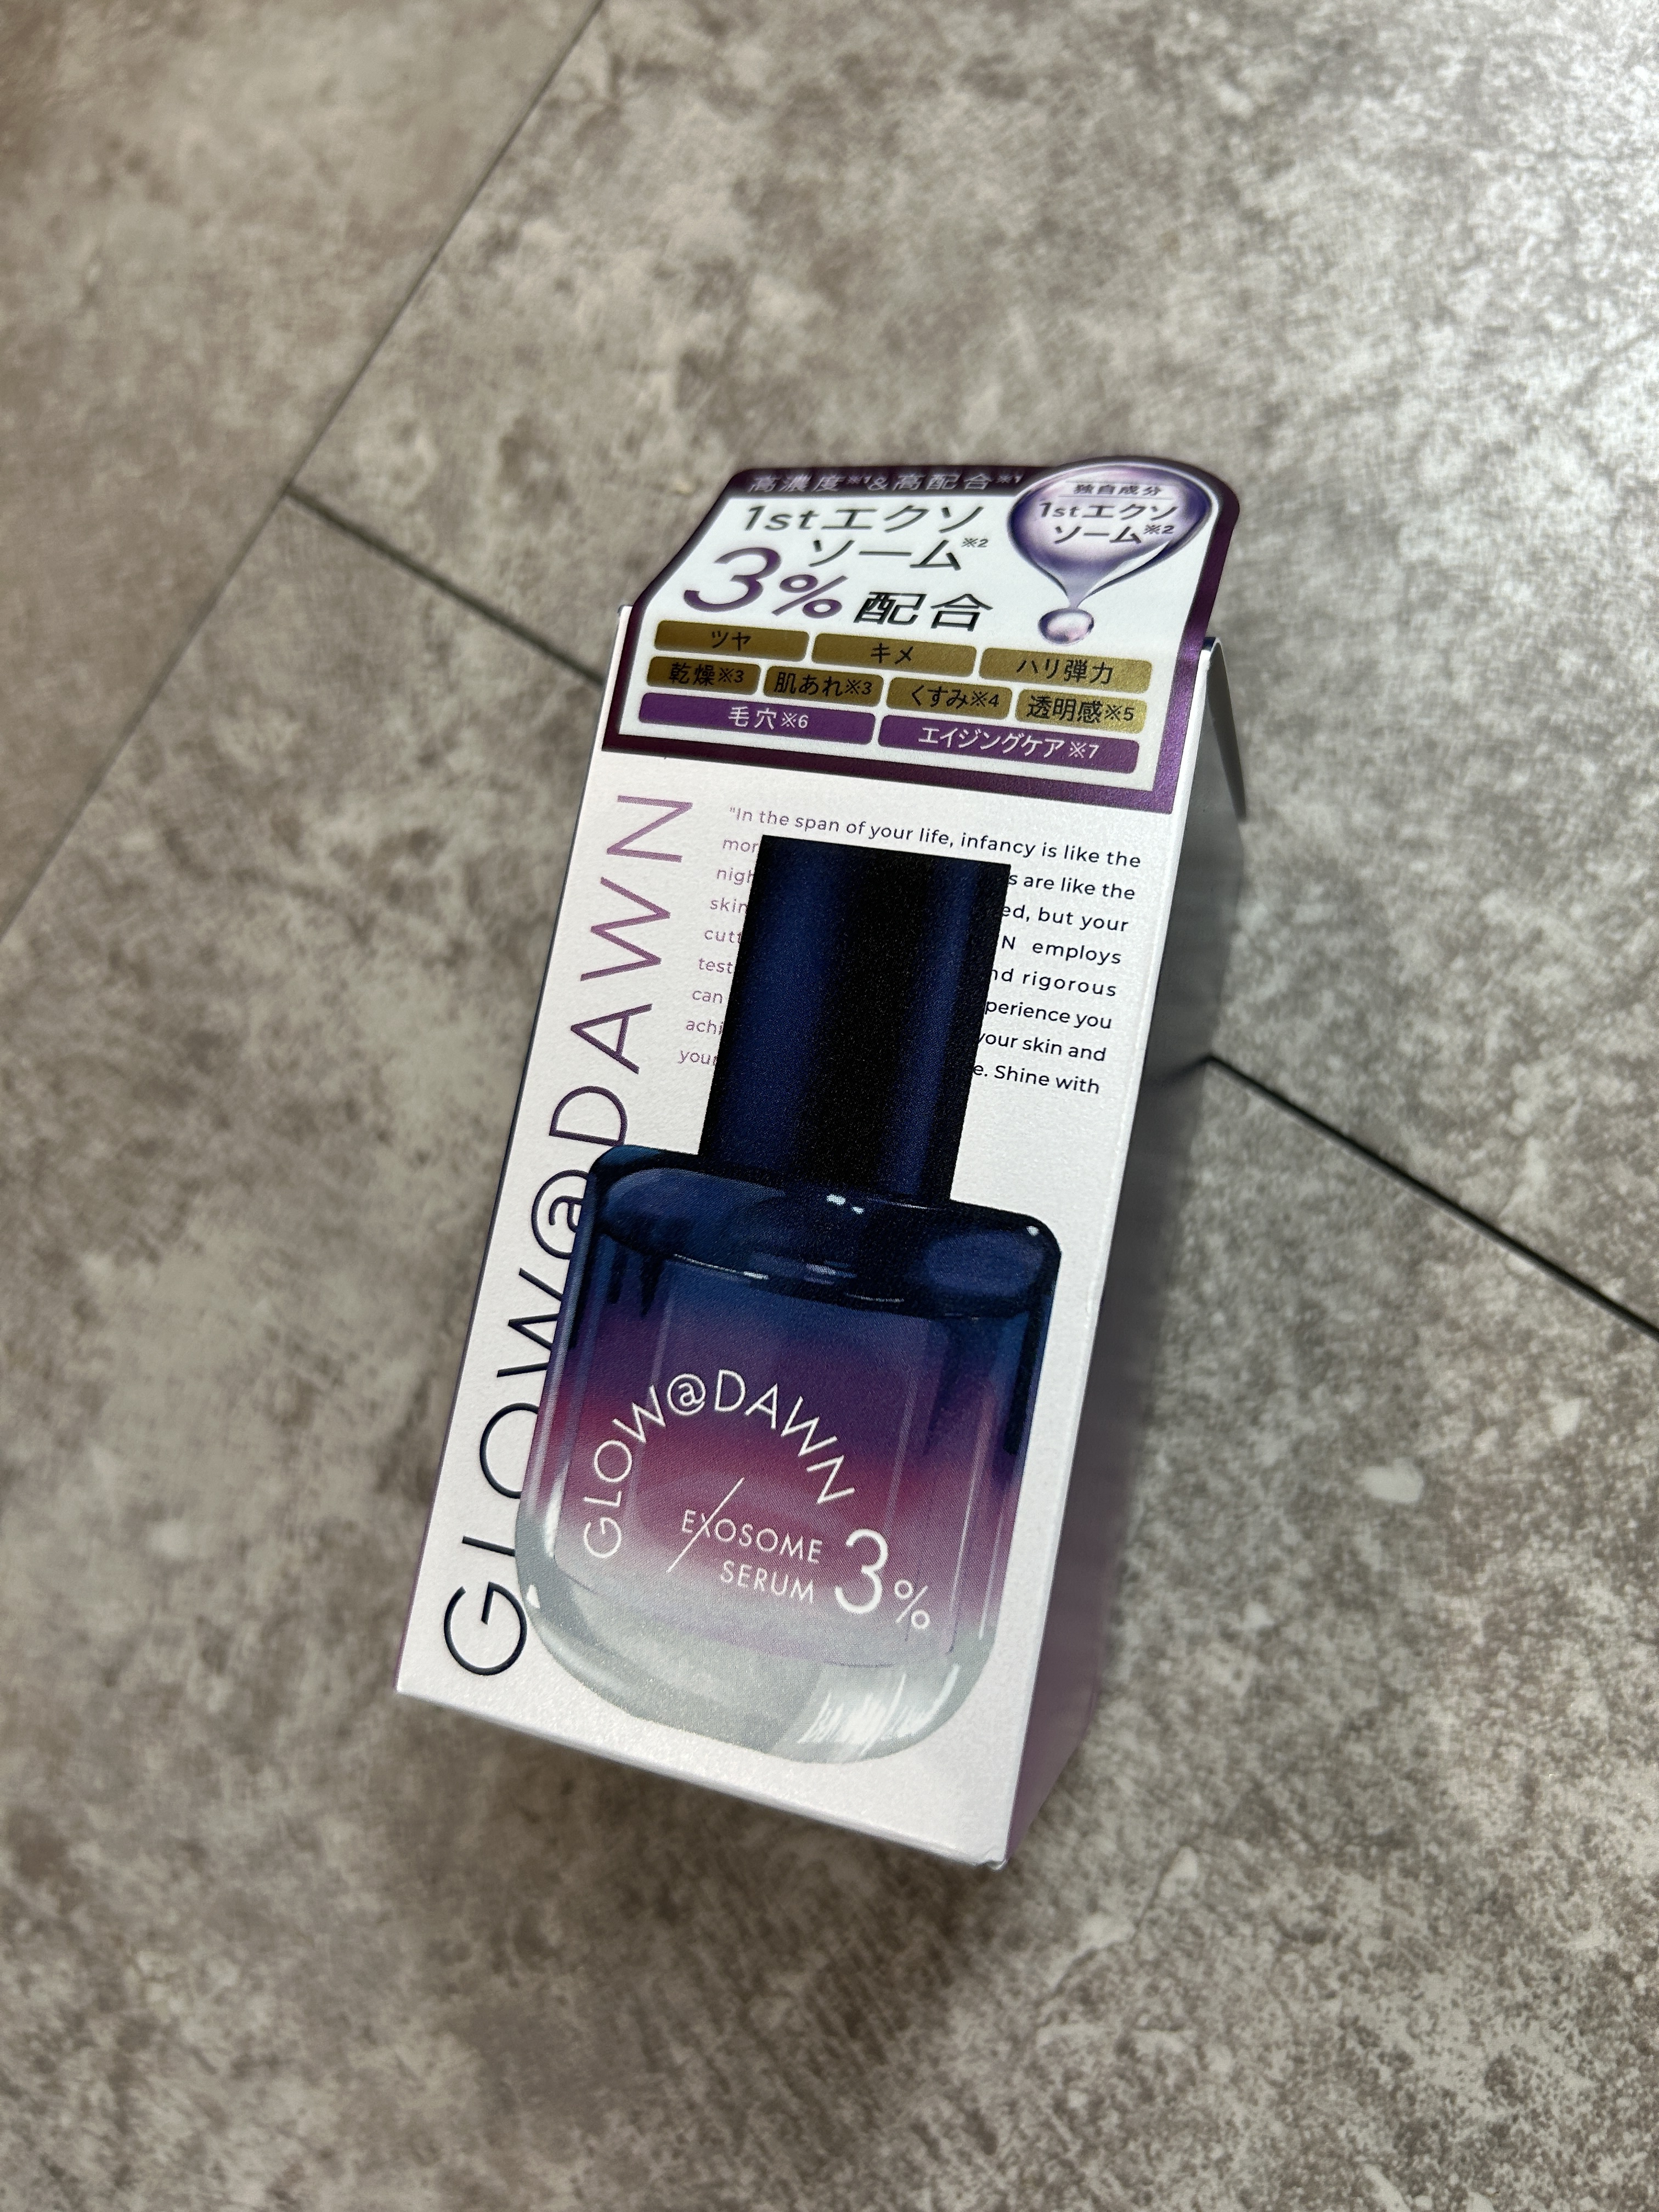 高濃度※1&高配合※1
1stエクソ
ソーム※2
3%配合
独自成分
1stエクソ
ソーム※2
ツヤ キメ ハリ弾力
乾燥※3 肌あれ※3 くすみ※4 透明感※5
毛穴※6 エイジングケア※7
GLOW@DAWN
"In the span of your life, infancy is like the
are like the
but your
employs
rigorous
can you
your skin and
Shine with
GLOW@DAWN
EXOSOME
SERUM 3%